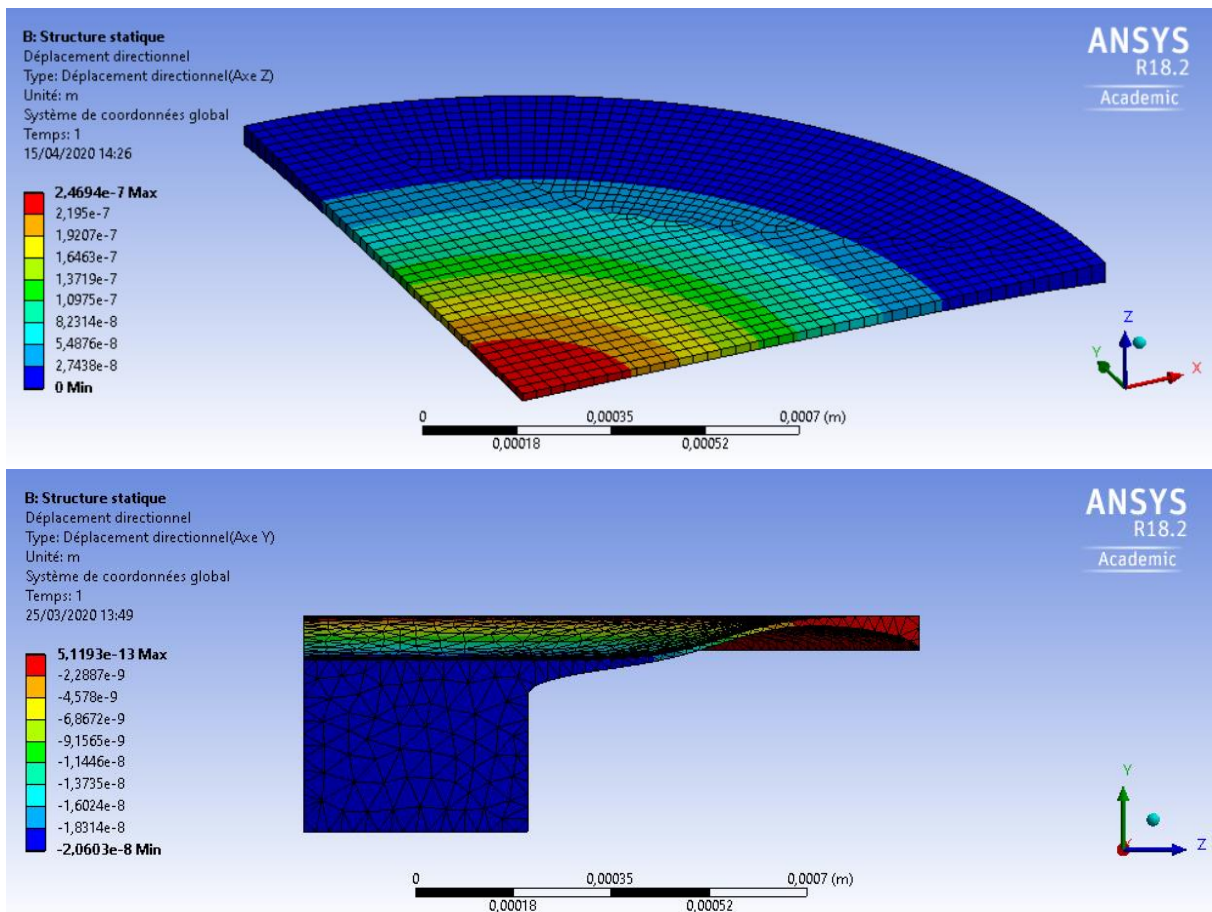 B: Structure statique
Déplacement directionnel
Type: Déplacement directionnel(Axe Z)
Unité: m
Système de coordonnées global
Temps: 1
15/04/2020 14:26
2,4694e-7 Max
2,195e-7
1,9207e-7
1,6463e-7
1,3719e-7
1,0975e-7
8,2314e-8
5,4876e-8
2,7438e-8
0 Min
ANSYS
R18.2
Academic
Z
Y
X
0 0,00035 0,0007 (m)
0,00018 0,00052
B: Structure statique
Déplacement directionnel
Type: Déplacement directionnel(Axe Y)
Unité: m
Système de coordonnées global
Temps: 1
25/03/2020 13:49
5,1193e-13 Max
-2,2887e-9
-4,578e-9
-6,8672e-9
-9,1565e-9
-1,1446e-8
-1,3735e-8
-1,6024e-8
-1,8314e-8
-2,0603e-8 Min
ANSYS
R18.2
Academic
Y
Z
0 0,00035 0,0007 (m)
0,00018 0,00052